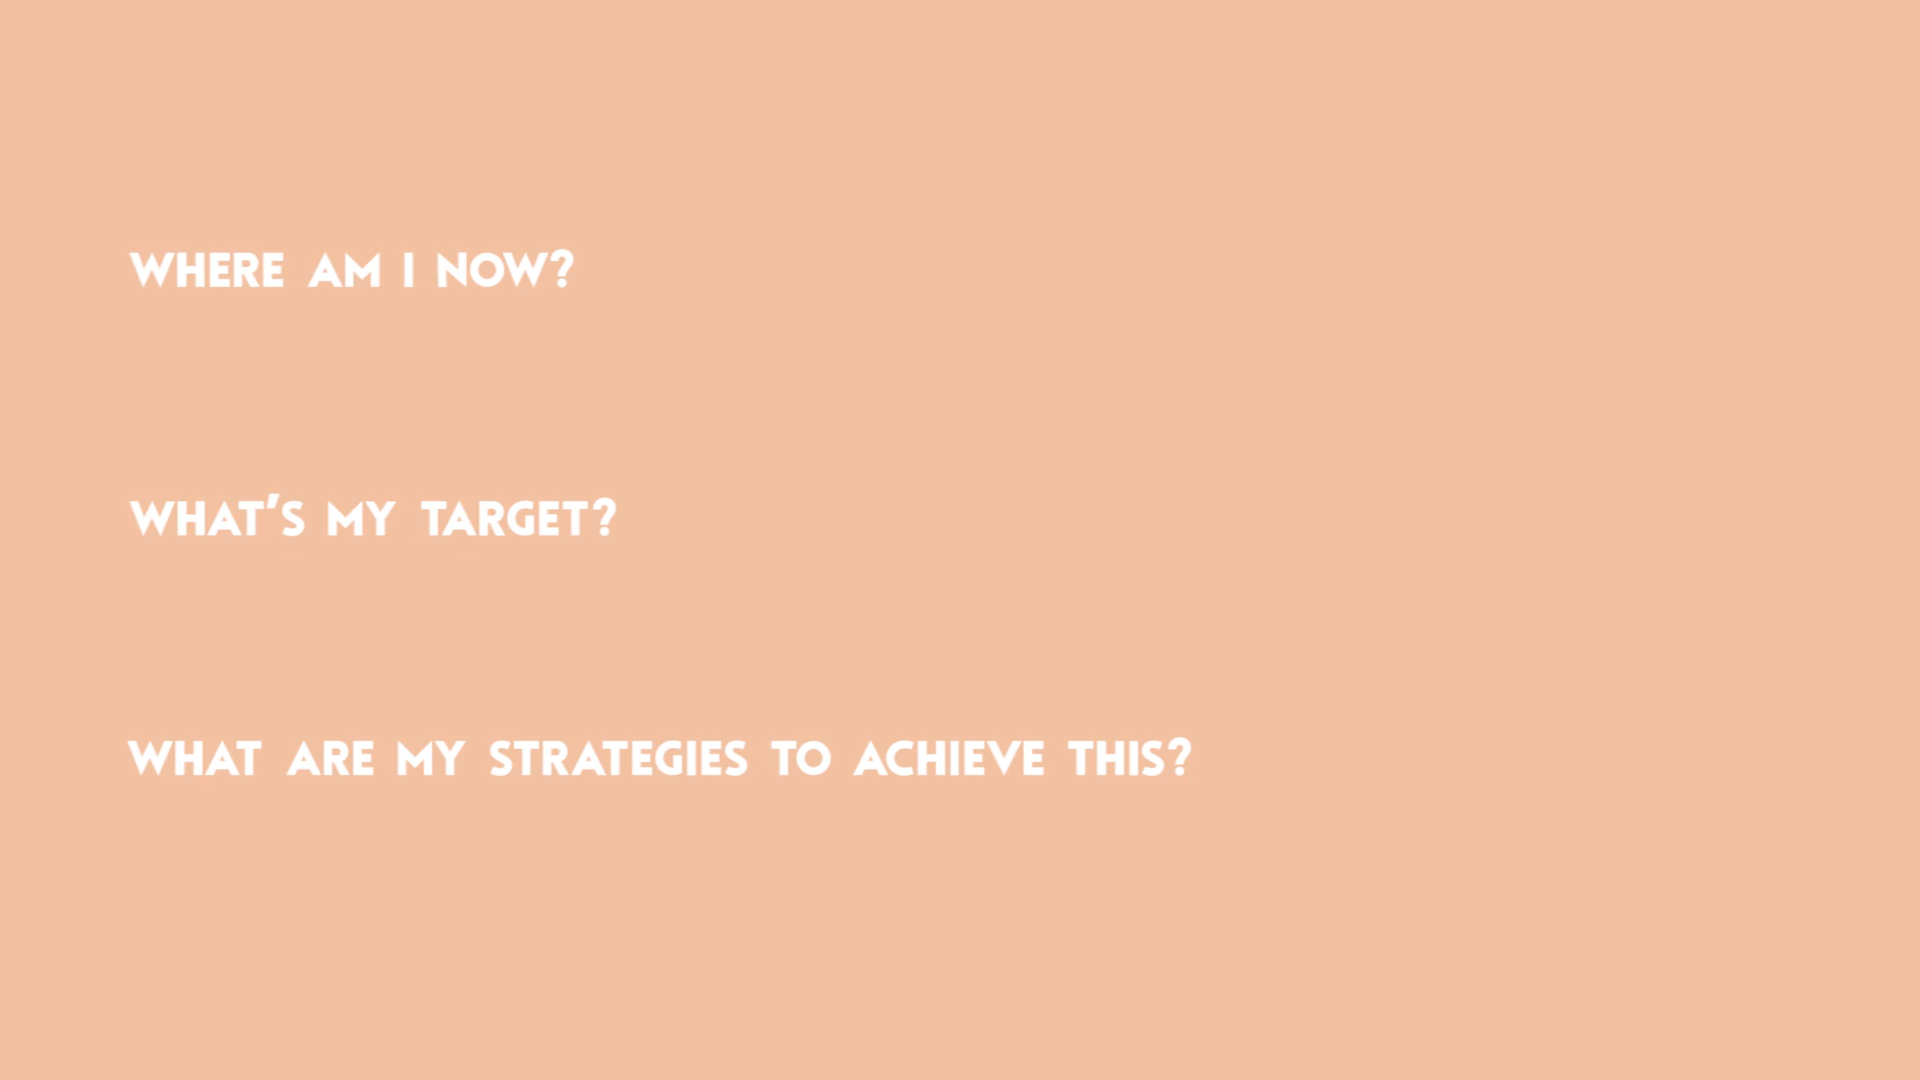 WHERE AM I NOW?
WHAT'S MY TARGET?
WHAT ARE MY STRATEGIES TO ACHIEVE THIS?